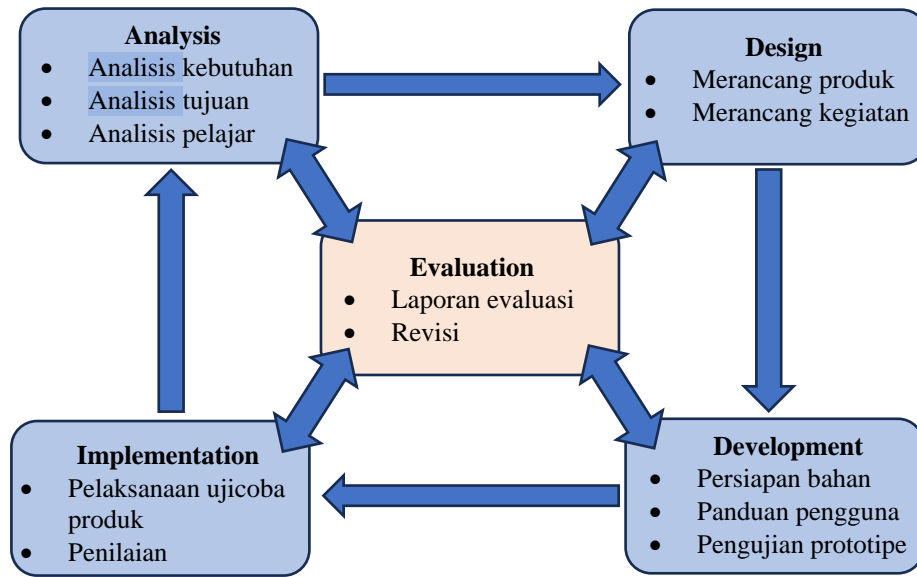 Analysis
• Analisis kebutuhan
• Analisis tujuan
• Analisis pelajar
Design
• Merancang produk
• Merancang kegiatan
Evaluation
• Laporan evaluasi
• Revisi
Implementation
• Pelaksanaan ujicoba
produk
• Penilaian
Development
• Persiapan bahan
• Panduan pengguna
• Pengujian prototipe